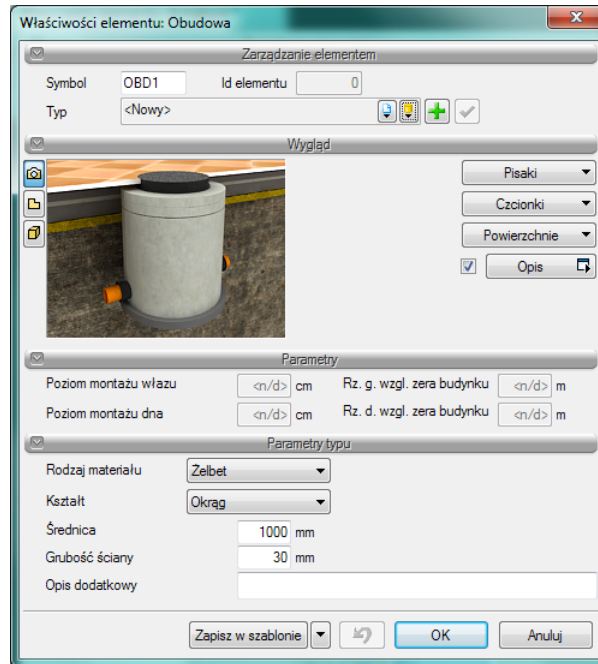 Właściwości elementu: Obudowa
Zarządzanie elementem
Symbol OBD1 Id elementu 0
Typ <Nowy>
Wygląd
Pisaki
Czcionki
Powierzchnie
Opis
Parametry
Poziom montażu włazu <n/d> cm Rz. g. wzgl. zera budynku <n/d> m
Poziom montażu dna <n/d> cm Rz. d. wzgl. zera budynku <n/d> m
Parametry typu
Rodzaj materiału Żelbet
Kształt Okrąg
Średnica 1000 mm
Grubość ściany 30 mm
Opis dodatkowy
Zapisz w szablonie OK Anuluj